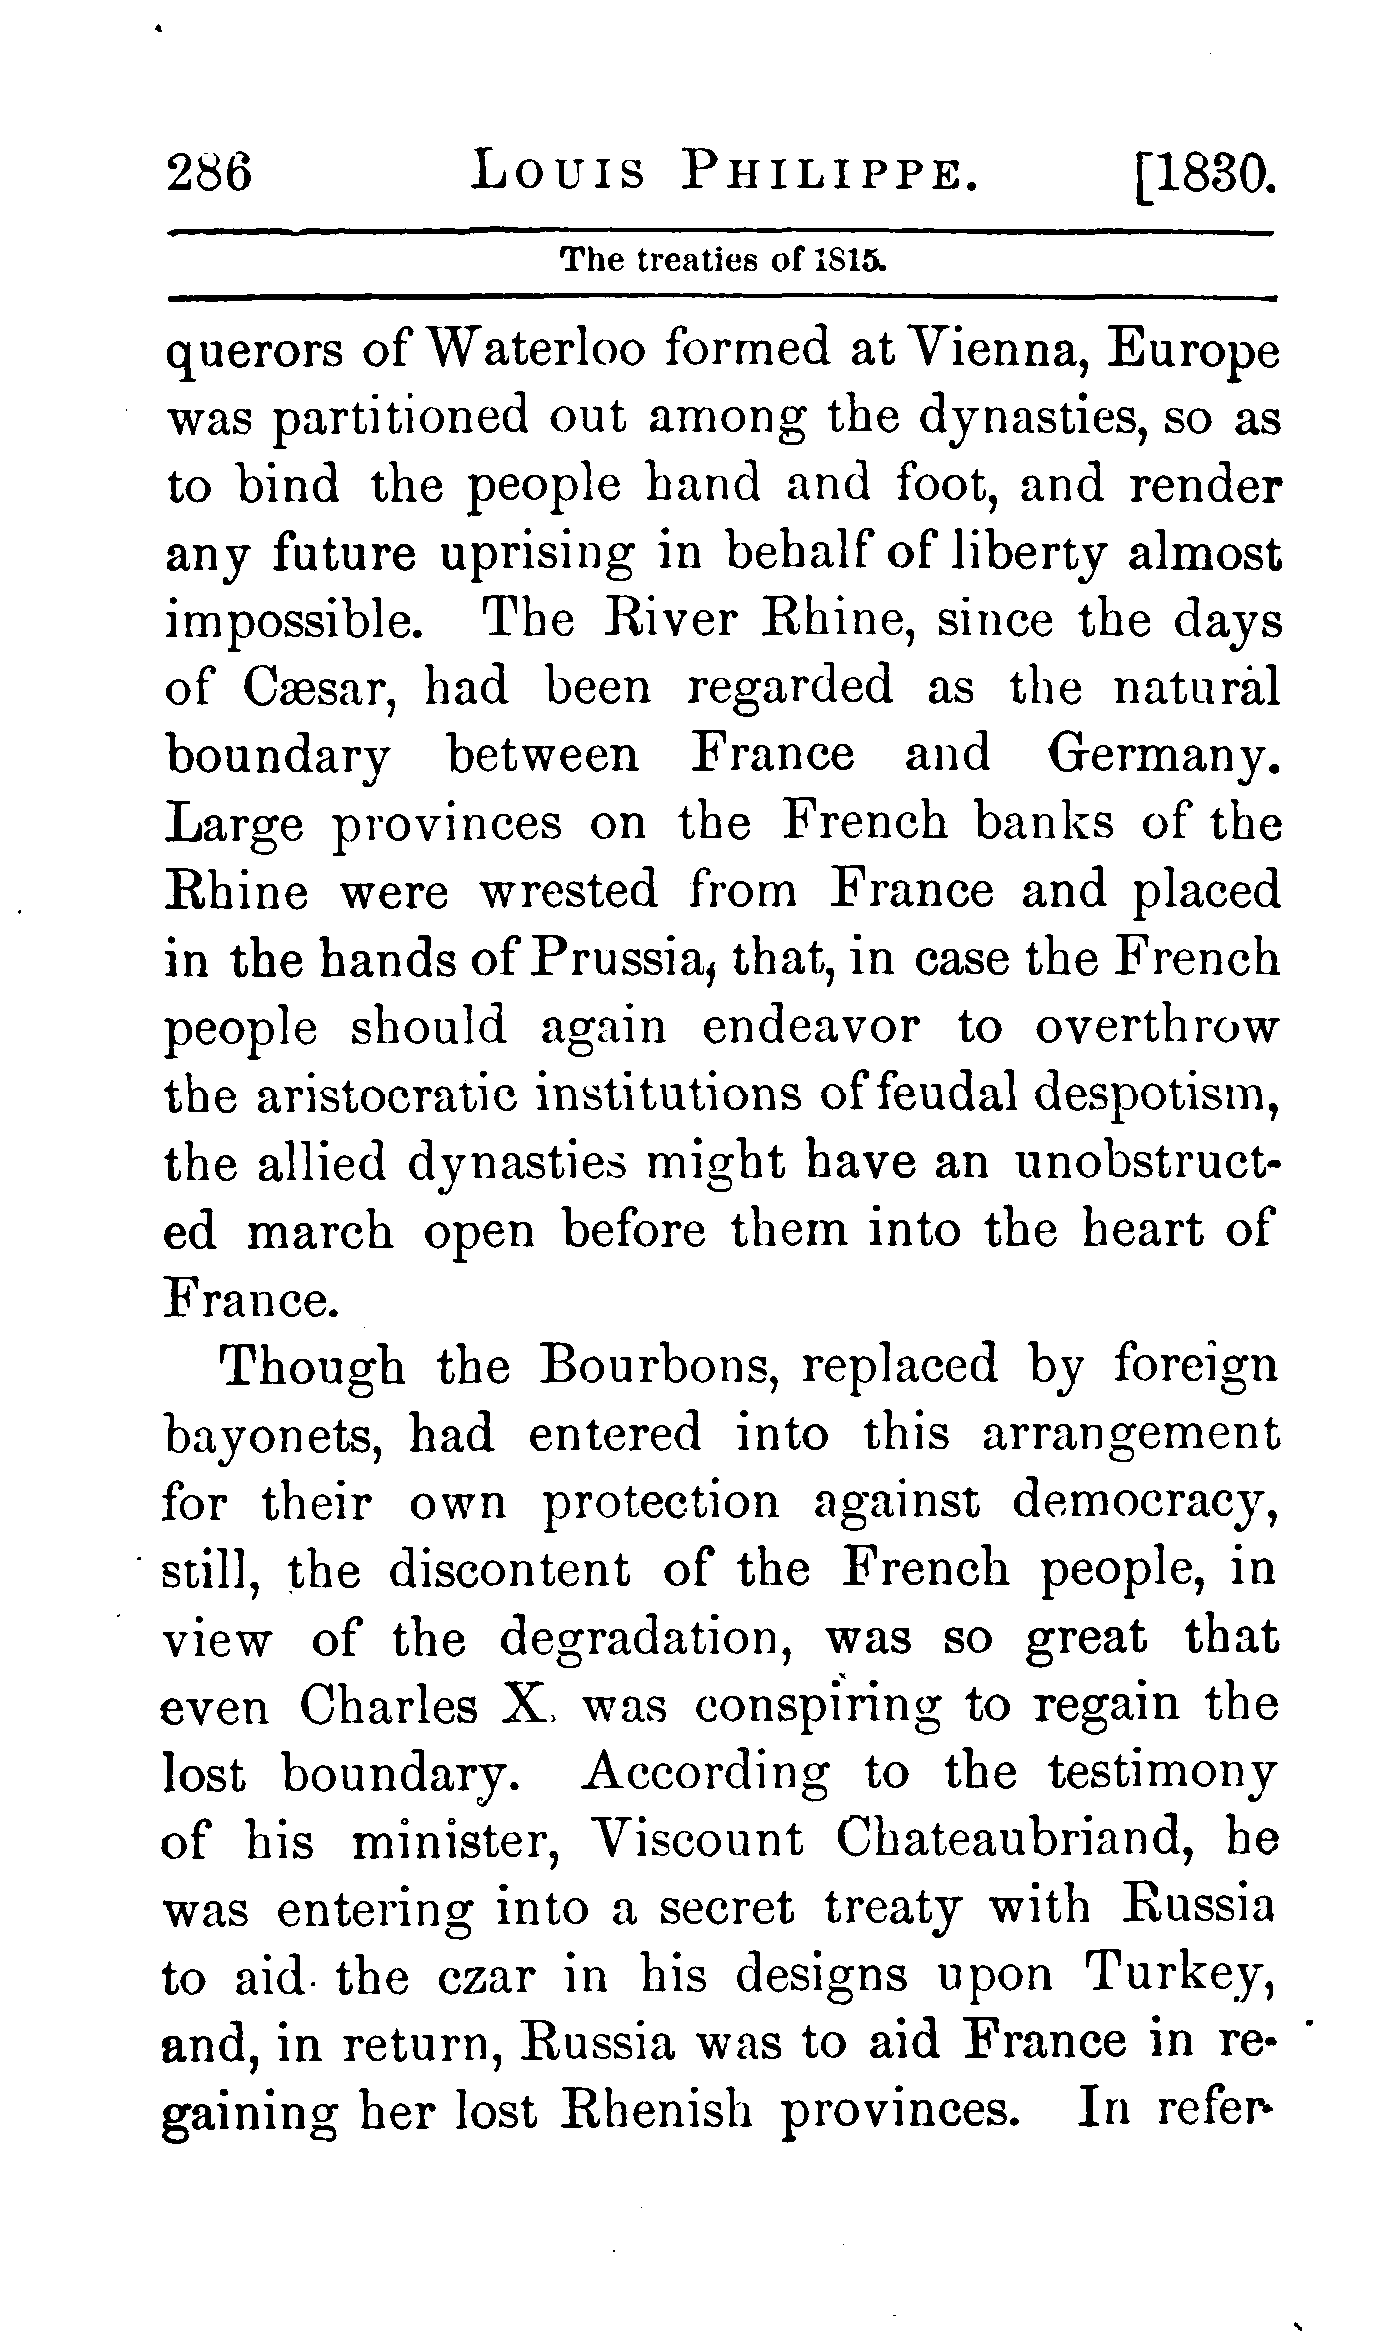 286 LOUIS PHILIPPE. [1830.
The treaties of 1815.
querors of Waterloo formed at Vienna, Europe
was partitioned out among the dynasties, so as
to bind the people hand and foot, and render
any future uprising in behalf of liberty almost
impossible. The River Rhine, since the days
of Cæsar, had been regarded as the natural
boundary between France and Germany.
Large provinces on the French banks of the
Rhine were wrested from France and placed
in the hands of Prussia, that, in case the French
people should again endeavor to overthrow
the aristocratic institutions of feudal despotism,
the allied dynasties might have an unobstruct-
ed march open before them into the heart of
France.
Though the Bourbons, replaced by foreign
bayonets, had entered into this arrangement
for their own protection against democracy,
still, the discontent of the French people, in
view of the degradation, was so great that
even Charles X. was conspiring to regain the
lost boundary. According to the testimony
of his minister, Viscount Chateaubriand, he
was entering into a secret treaty with Russia
to aid the czar in his designs upon Turkey,
and, in return, Russia was to aid France in re-
gaining her lost Rhenish provinces. In refer-